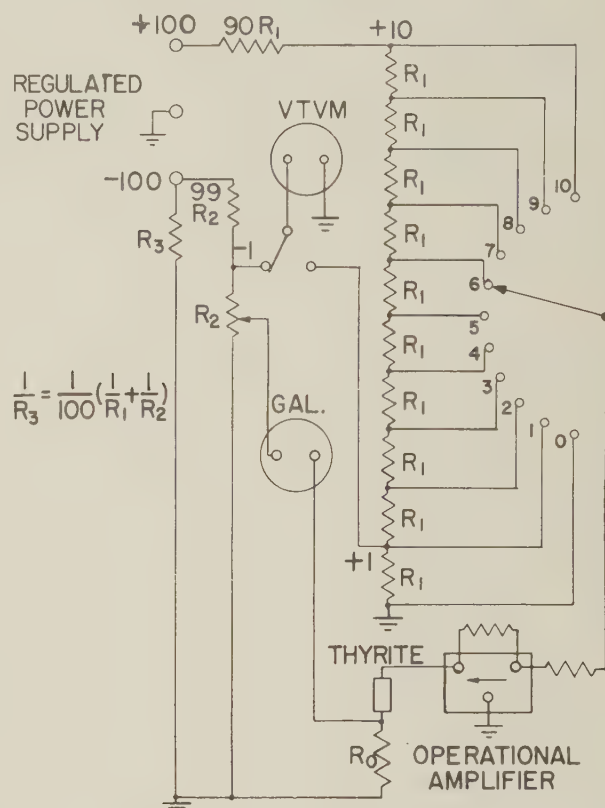 +100
90 R₁
+10
REGULATED
POWER
SUPPLY
VTVM
R₁
R₁
R₁
R₁
R₁
R₁
R₁
R₁
R₁
R₁
10
9
8
7
6
5
4
3
2
1
0
-100
99
R₂
-1
R₃
R₂
1/R₃ = 1/100 (1/R₁ + 1/R₂)
GAL.
+1
THYRITE
R₀
OPERATIONAL
AMPLIFIER